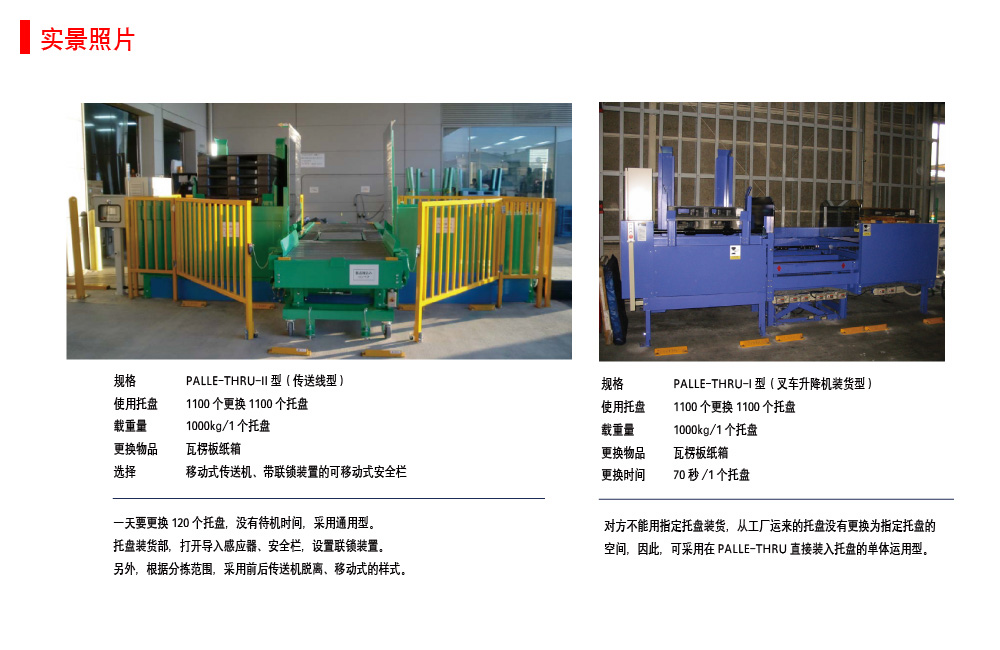 实景照片
规格 PALLE-THRU-II 型 ( 传送线型 )
使用托盘 1100 个更换 1100 个托盘
载重量 1000kg/1 个托盘
更换物品 瓦楞板纸箱
选择 移动式传送机、带联锁装置的可移动式安全栏
一天要更换 120 个托盘，没有待机时间，采用通用型。
托盘装货部，打开导入感应器、安全栏，设置联锁装置。
另外，根据分拣范围，采用前后传送机脱离、移动式的样式。
规格 PALLE-THRU-I 型 ( 叉车升降机装货型 )
使用托盘 1100 个更换 1100 个托盘
载重量 1000kg/1 个托盘
更换物品 瓦楞板纸箱
更换时间 70 秒 /1 个托盘
对方不能用指定托盘装货，从工厂运来的托盘没有更换为指定托盘的
空间，因此，可采用在 PALLE-THRU 直接装入托盘的单体运用型。